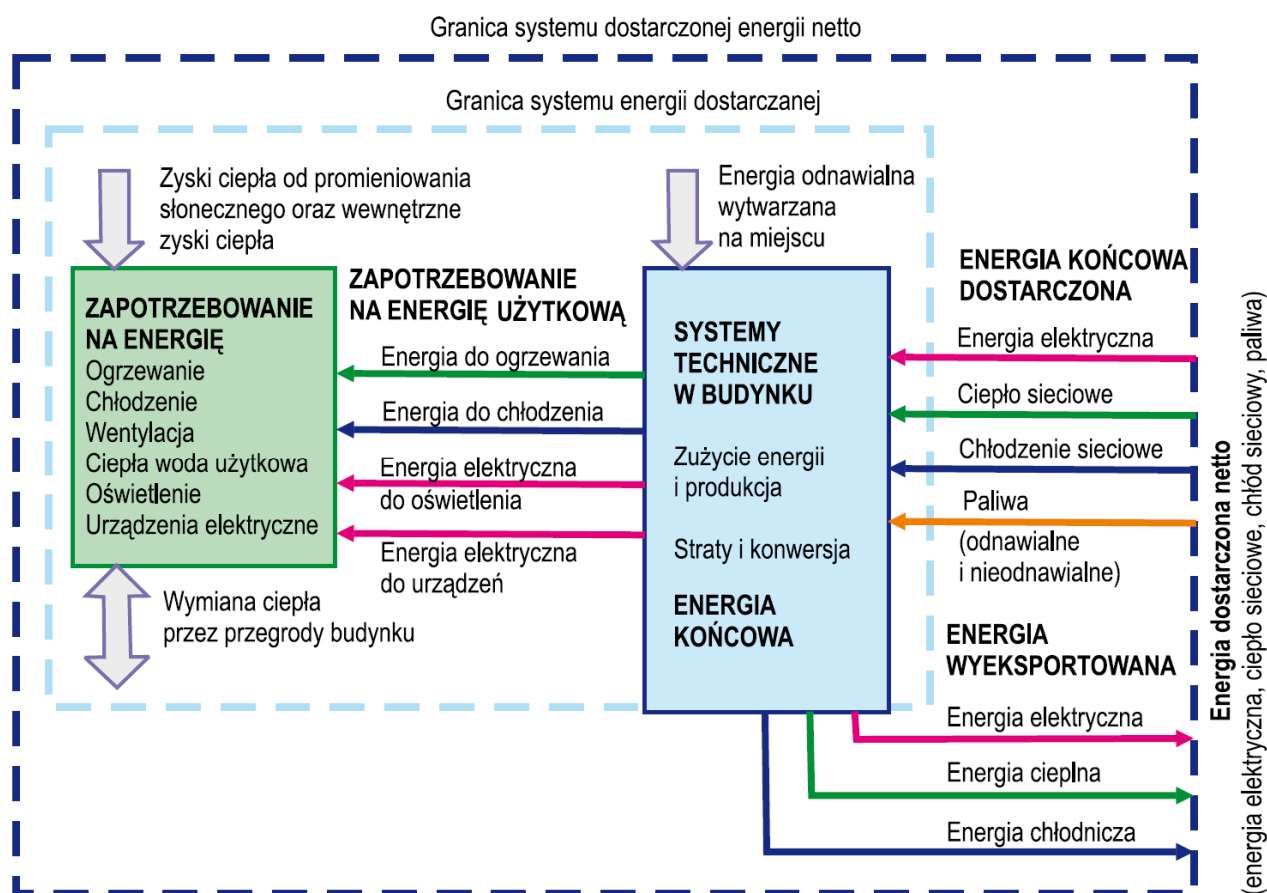 Granica systemu dostarczonej energii netto
Granica systemu energii dostarczanej
Zyski ciepła od promieniowania
słonecznego oraz wewnętrzne
zyski ciepła
Energia odnawialna
wytwarzana
na miejscu
ZAPOTRZEBOWANIE
NA ENERGIĘ
Ogrzewanie
Chłodzenie
Wentylacja
Ciepła woda użytkowa
Oświetlenie
Urządzenia elektryczne
ZAPOTRZEBOWANIE
NA ENERGIĘ UŻYTKOWĄ
Energia do ogrzewania
Energia do chłodzenia
Energia elektryczna
do oświetlenia
Energia elektryczna
do urządzeń
Wymiana ciepła
przez przegrody budynku
SYSTEMY
TECHNICZNE
W BUDYNKU
Zużycie energii
i produkcja
Straty i konwersja
ENERGIA
KOŃCOWA
ENERGIA KOŃCOWA
DOSTARCZONA
Energia elektryczna
Ciepło sieciowe
Chłodzenie sieciowe
Paliwa
(odnawialne
i nieodnawialne)
ENERGIA
WYEKSPORTOWANA
Energia elektryczna
Energia cieplna
Energia chłodnicza
Energia dostarczona netto
(energia elektryczna, ciepło sieciowe, chłód sieciowy, paliwa)